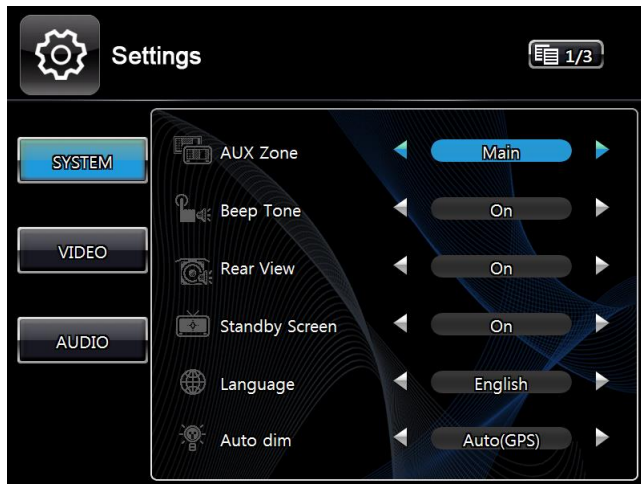 Settings
1/3
SYSTEM
VIDEO
AUDIO
AUX Zone Main
Beep Tone On
Rear View On
Standby Screen On
Language English
Auto dim Auto(GPS)